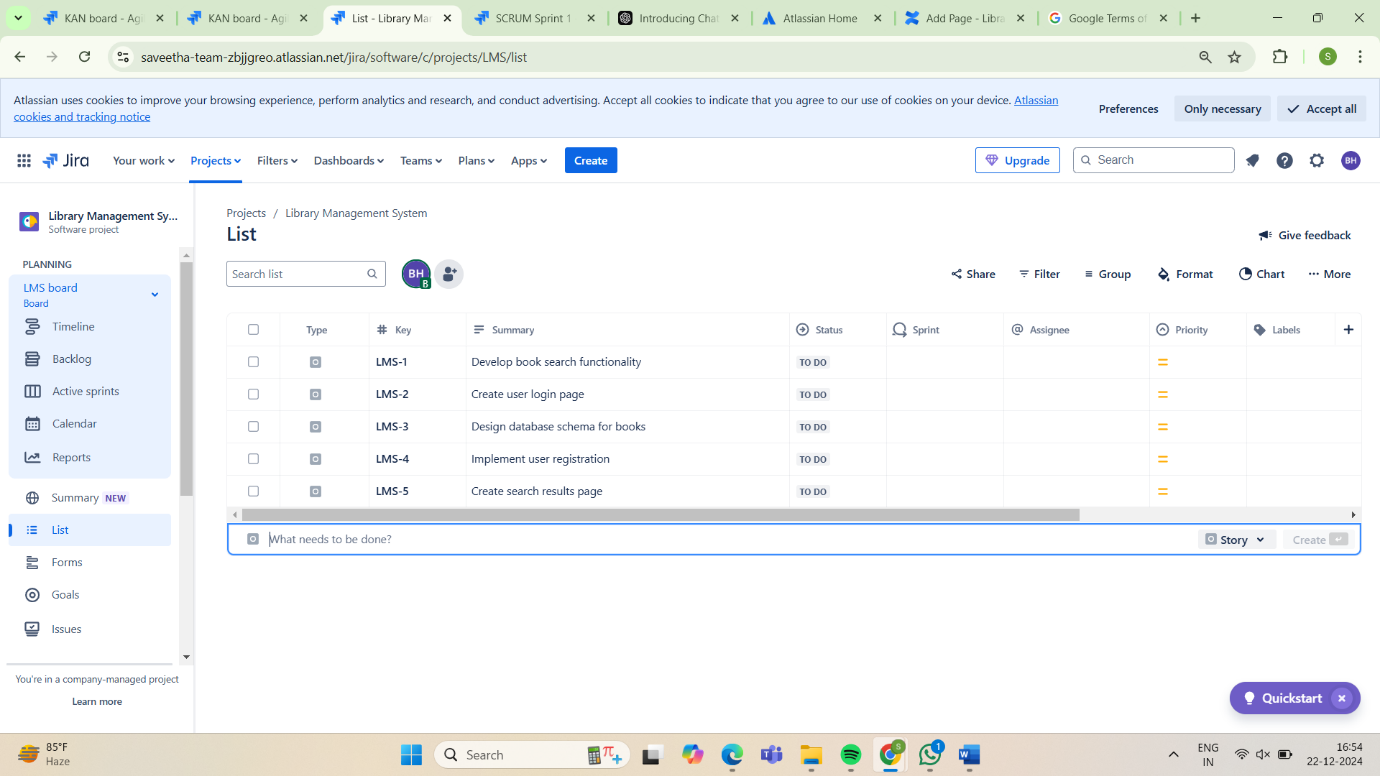 KAN board - Agi
KAN board - Agi
List - Library Mar
SCRUM Sprint 1
Introducing Chat
Atlassian Home
Add Page - Libra
Google Terms of
saveetha-team-zbjjgreo.atlassian.net/jira/software/c/projects/LMS/list
S
Atlassian uses cookies to improve your browsing experience, perform analytics and research, and conduct advertising. Accept all cookies to indicate that you agree to our use of cookies on your device. Atlassian
cookies and tracking notice
Preferences
Only necessary
Accept all
Jira
Your work
Projects
Filters
Dashboards
Teams
Plans
Apps
Create
Upgrade
Search
BH
Library Management Sy...
Software project
PLANNING
LMS board
Board
Timeline
Backlog
Active sprints
Calendar
Reports
Summary NEW
List
Forms
Goals
Issues
You're in a company-managed project
Learn more
Projects / Library Management System
List
Give feedback
Search list
BH
B
Share
Filter
Group
Format
Chart
More
Type Key Summary Status Sprint Assignee Priority Labels
LMS-1 Develop book search functionality TO DO
LMS-2 Create user login page TO DO
LMS-3 Design database schema for books TO DO
LMS-4 Implement user registration TO DO
LMS-5 Create search results page TO DO
What needs to be done?
Story
Create
Quickstart
85°F
Haze
Search
S
1
ENG
IN
16:54
22-12-2024